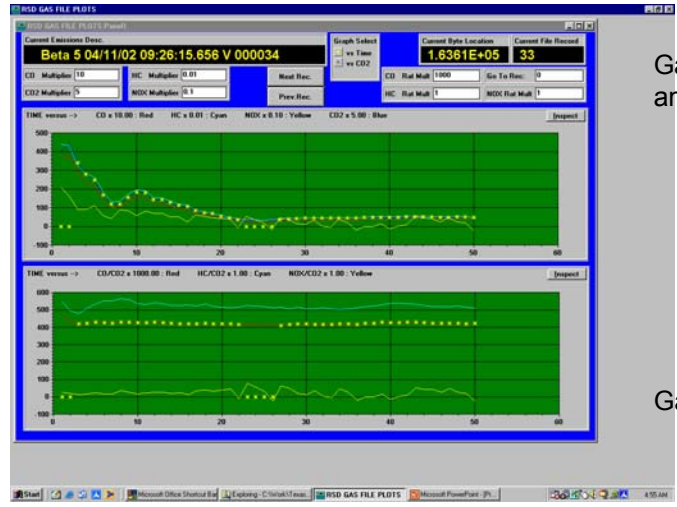 RSD GAS FILE PLOTS
RSD GAS FILE PLOTS Panel
Current Emissions Desc.
Beta 5 04/11/02 09:26:15.656 V 000034
Graph Select
vs Time
vs CO2
Current Byte Location
1.6361E+05
Current File Record
33
CO Multiplier 10
HC Multiplier 0.01
Next Rec.
CO Rat Mult 1000
Go To Rec: 0
CO2 Multiplier 5
NOX Multiplier 0.1
Prev.Rec.
HC Rat Mult 1
NOX Rat Mult 1
TIME versus -> CO x 10.00 : Red HC x 0.01 : Cyan NOX x 0.10 : Yellow CO2 x 5.00 : Blue
Inspect
500
400
300
200
100
0
-100
0 10 20 30 40 50 60
TIME versus -> CO/CO2 x 1000.00 : Red HC/CO2 x 1.00 : Cyan NOX/CO2 x 1.00 : Yellow
Inspect
600
500
400
300
200
100
0
-100
0 10 20 30 40 50 60
Ga
ar
Ga
Start
Microsoft Office Shortcut Bar
Exploring - C:\Work\Texas...
RSD GAS FILE PLOTS
Microsoft PowerPoint - [Pr...
4:55 AM